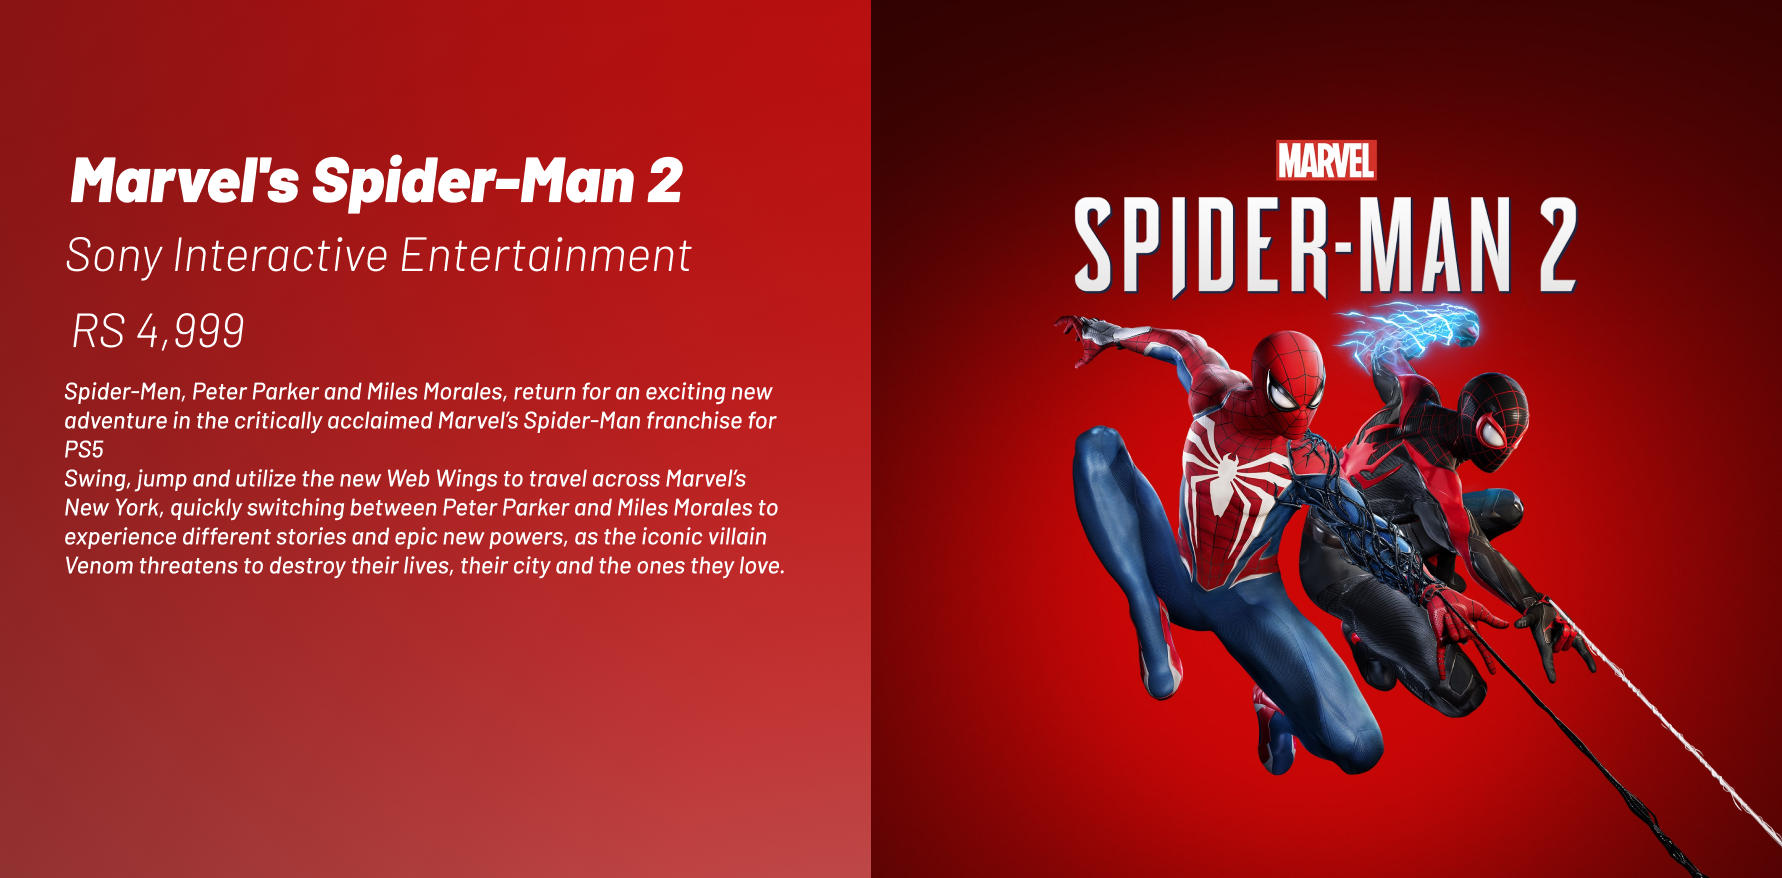 Marvel's Spider-Man 2
Sony Interactive Entertainment
RS 4,999
Spider-Men, Peter Parker and Miles Morales, return for an exciting new
adventure in the critically acclaimed Marvel’s Spider-Man franchise for
PS5
Swing, jump and utilize the new Web Wings to travel across Marvel’s
New York, quickly switching between Peter Parker and Miles Morales to
experience different stories and epic new powers, as the iconic villain
Venom threatens to destroy their lives, their city and the ones they love.
MARVEL
SPIDER-MAN 2